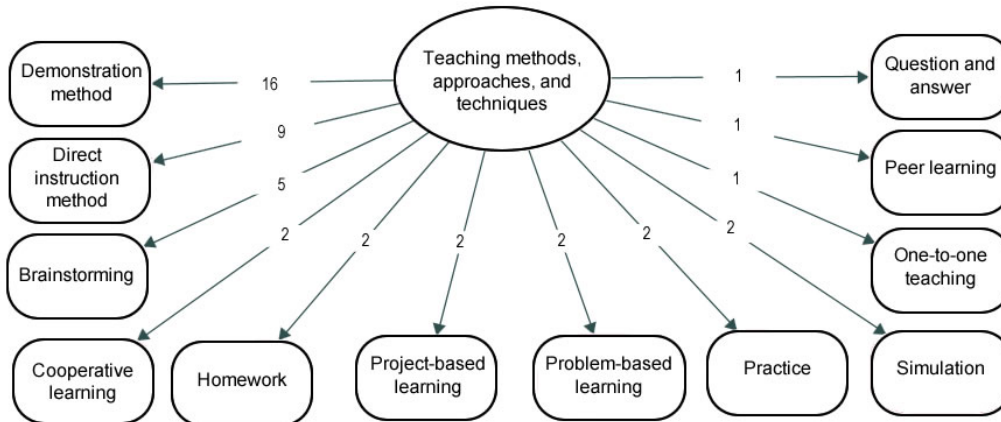 Teaching methods,
approaches, and
techniques
Demonstration
method
16
1
Question and
answer
Direct
instruction
method
9
1
Peer learning
Brainstorming
5
1
One-to-one
teaching
2
2
2
2
2
2
Cooperative
learning
Homework
Project-based
learning
Problem-based
learning
Practice
Simulation